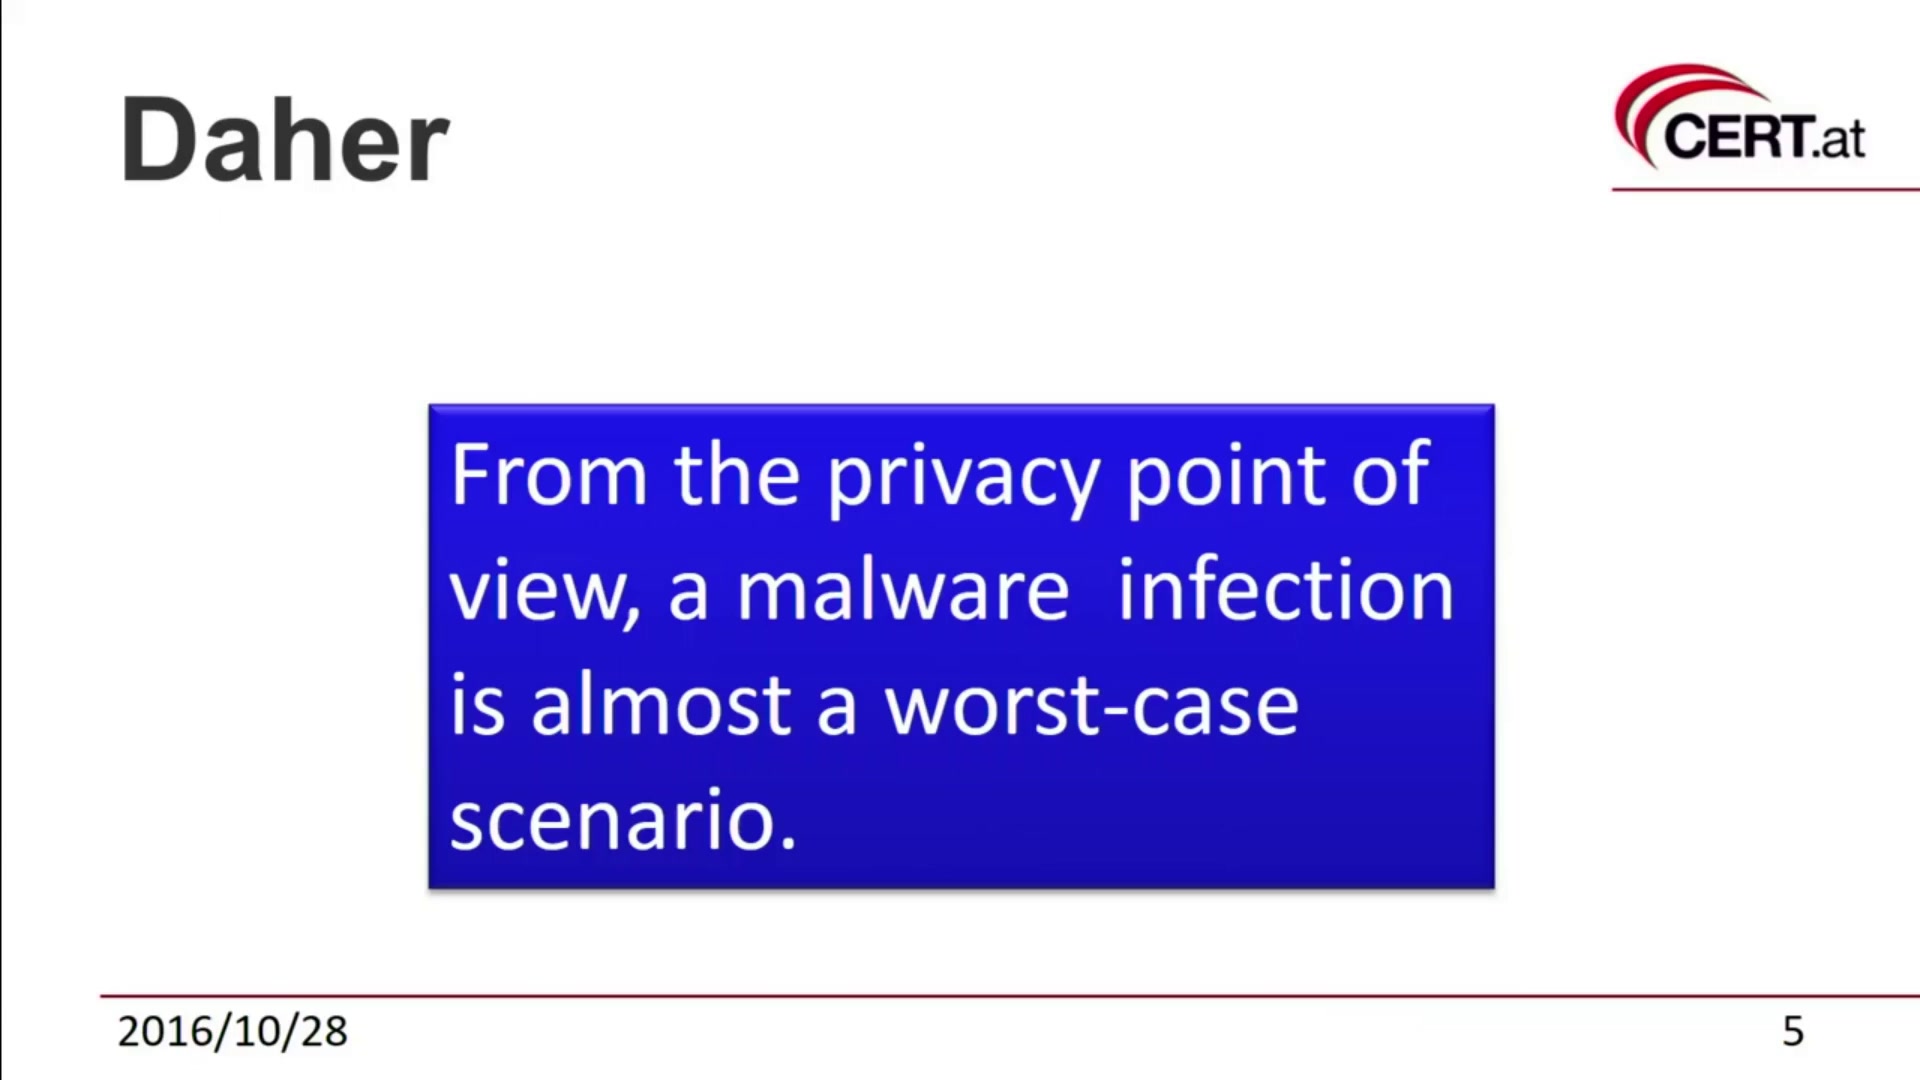 Daher
CERT.at
From the privacy point of
view, a malware  infection
is almost a worst-case
scenario.
2016/10/28
5